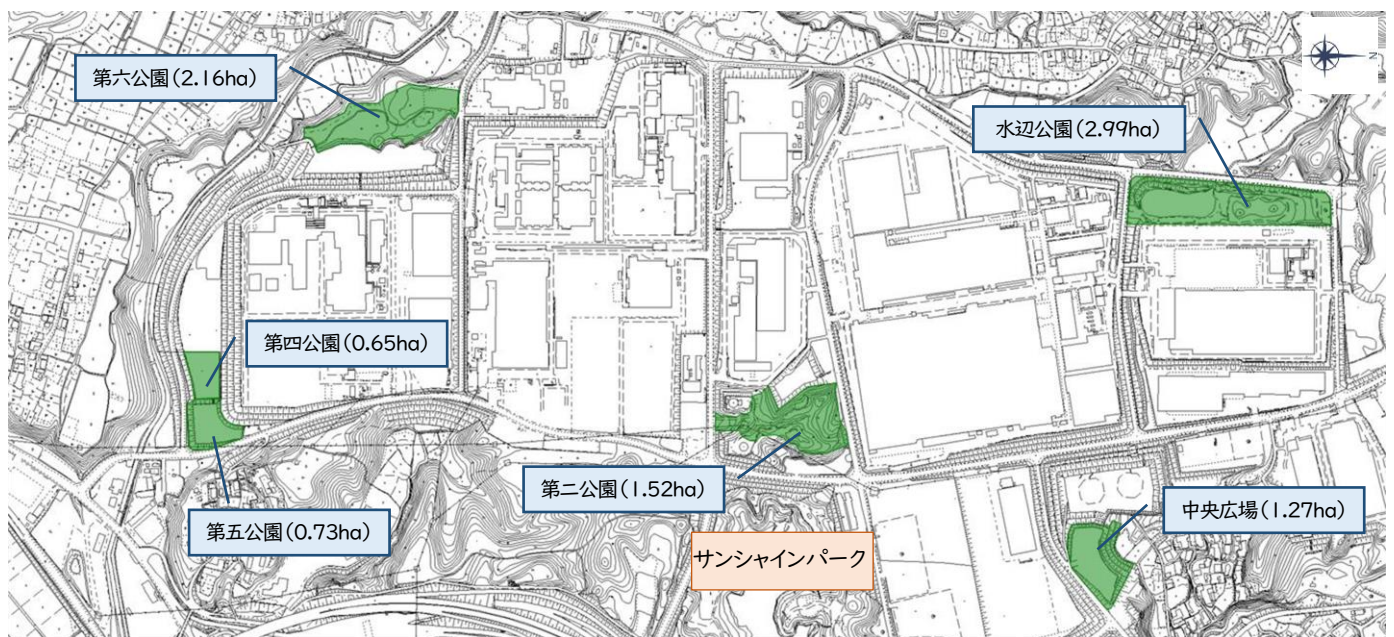 第六公園(2.16ha)
N
水辺公園(2.99ha)
第四公園(0.65ha)
第二公園(1.52ha)
第五公園(0.73ha)
中央広場(1.27ha)
サンシャインパーク